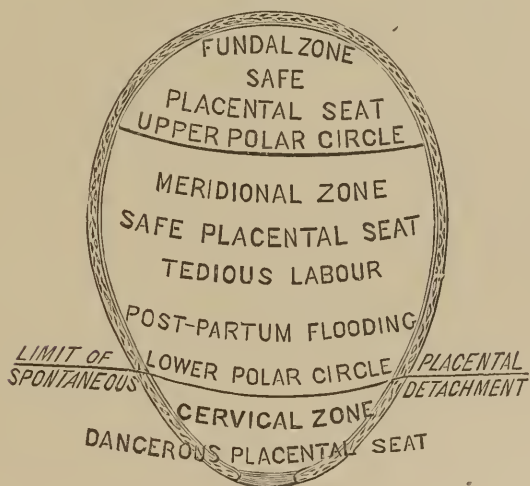 FUNDAL ZONE
SAFE
PLACENTAL SEAT
UPPER POLAR CIRCLE
MERIDIONAL ZONE
SAFE PLACENTAL SEAT
TEDIOUS LABOUR
POST-PARTUM FLOODING
LIMIT OF
SPONTANEOUS
LOWER POLAR CIRCLE
PLACENTAL
DETACHMENT
CERVICAL ZONE
DANGEROUS PLACENTAL SEAT